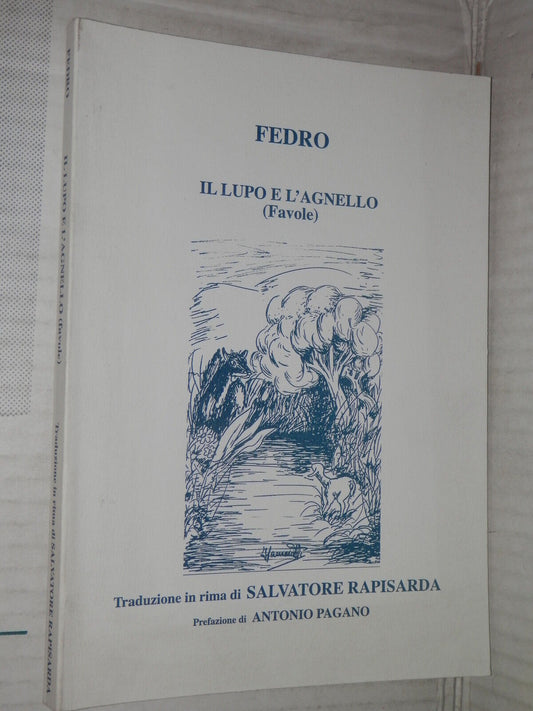 FEDRO
IL LUPO E L'AGNELLO
(Favole)
Traduzione in rima di SALVATORE RAPISARDA
Prefazione di ANTONIO PAGANO
FEDRO IL LUPO E L'AGNELLO (Favole) Traduzione in rima di SALVATORE RAPISARDA